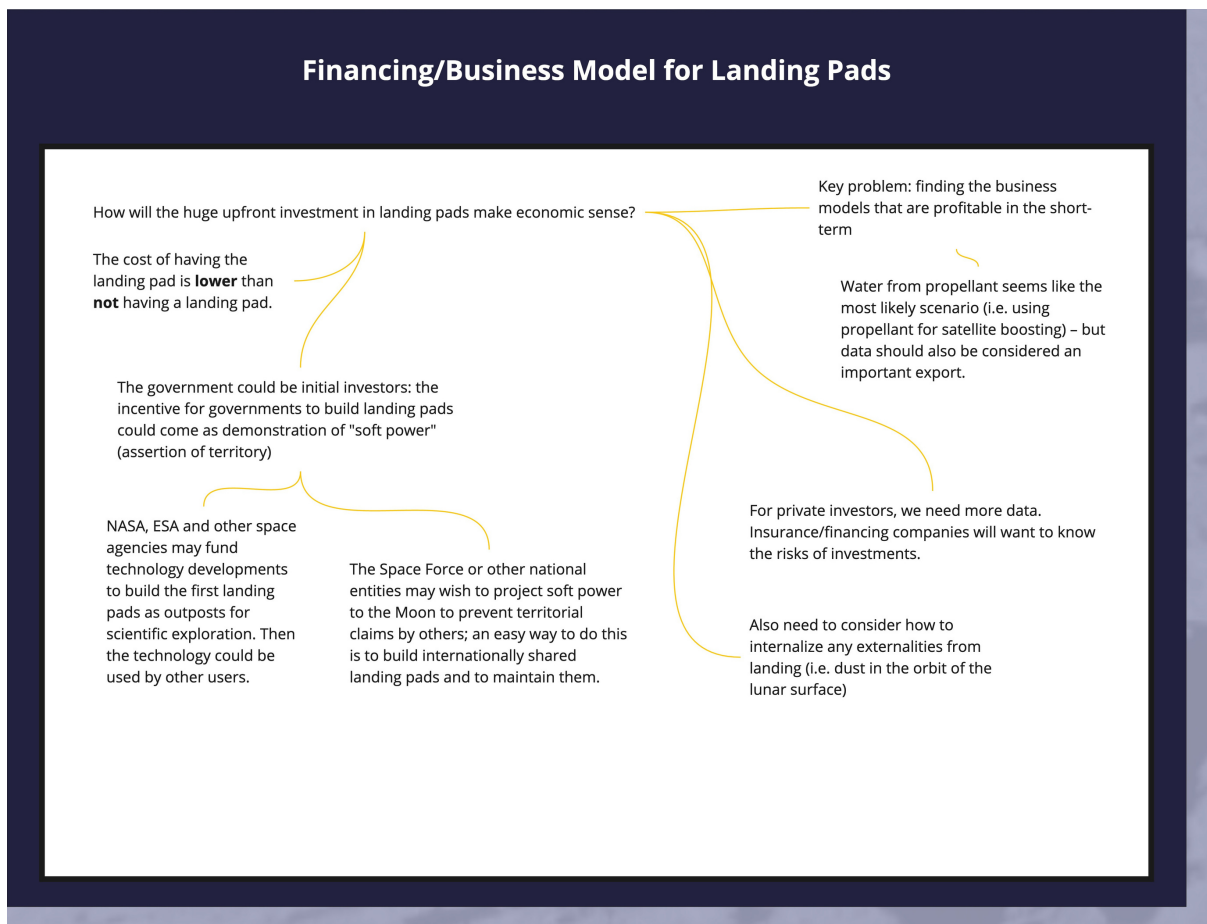 Financing/Business Model for Landing Pads
How will the huge upfront investment in landing pads make economic sense?
The cost of having the
landing pad is lower than
not having a landing pad.
The government could be initial investors: the
incentive for governments to build landing pads
could come as demonstration of "soft power"
(assertion of territory)
NASA, ESA and other space
agencies may fund
technology developments
to build the first landing
pads as outposts for
scientific exploration. Then
the technology could be
used by other users.
The Space Force or other national
entities may wish to project soft power
to the Moon to prevent territorial
claims by others; an easy way to do this
is to build internationally shared
landing pads and to maintain them.
Key problem: finding the business
models that are profitable in the short-
term
Water from propellant seems like the
most likely scenario (i.e. using
propellant for satellite boosting) – but
data should also be considered an
important export.
For private investors, we need more data.
Insurance/financing companies will want to know
the risks of investments.
Also need to consider how to
internalize any externalities from
landing (i.e. dust in the orbit of the
lunar surface)